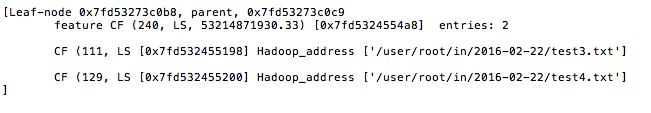 [Leaf-node 0x7fd53273c0b8, parent, 0x7fd53273c0c9
feature CF (240, LS, 53214871930.33) [0x7fd5324554a8] entries: 2
CF (111, LS [0x7fd532455198] Hadoop_address ['/user/root/in/2016-02-22/test3.txt']
CF (129, LS [0x7fd532455200] Hadoop_address ['/user/root/in/2016-02-22/test4.txt']
]